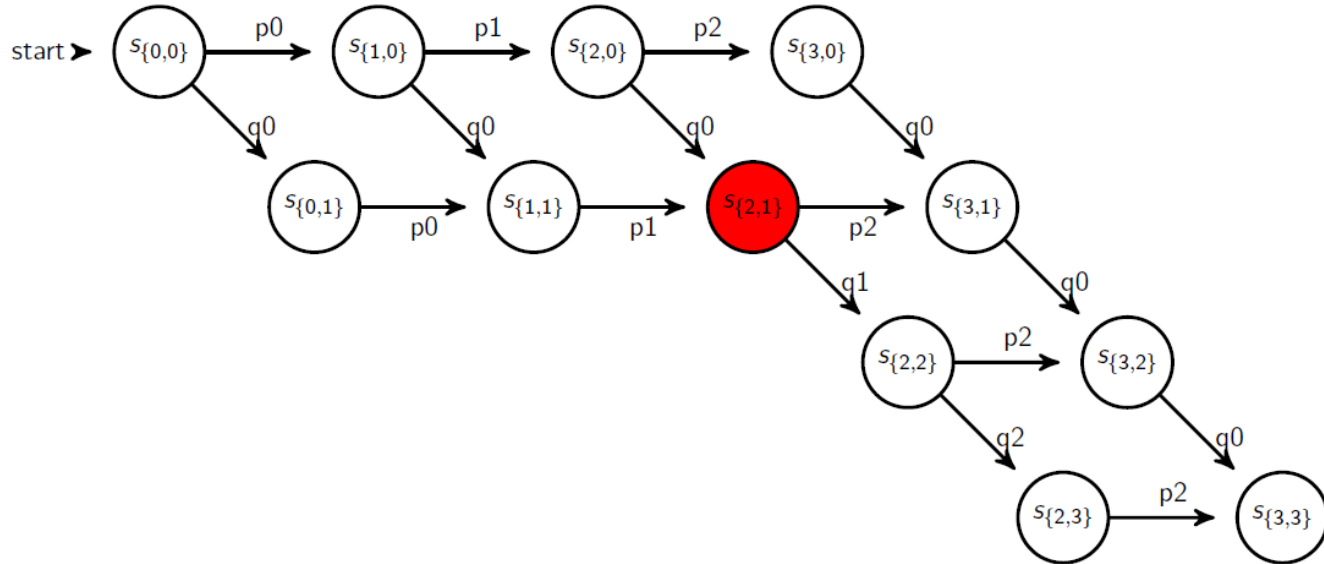 p0 p1 p2
start s{0,0} s{1,0} s{2,0} s{3,0}
q0 q0 q0 q0
s{0,1} s{1,1} s{2,1} s{3,1}
p0 p1 p2
q1 q0
p2
s{2,2} s{3,2}
q2 q0
p2
s{2,3} s{3,3}